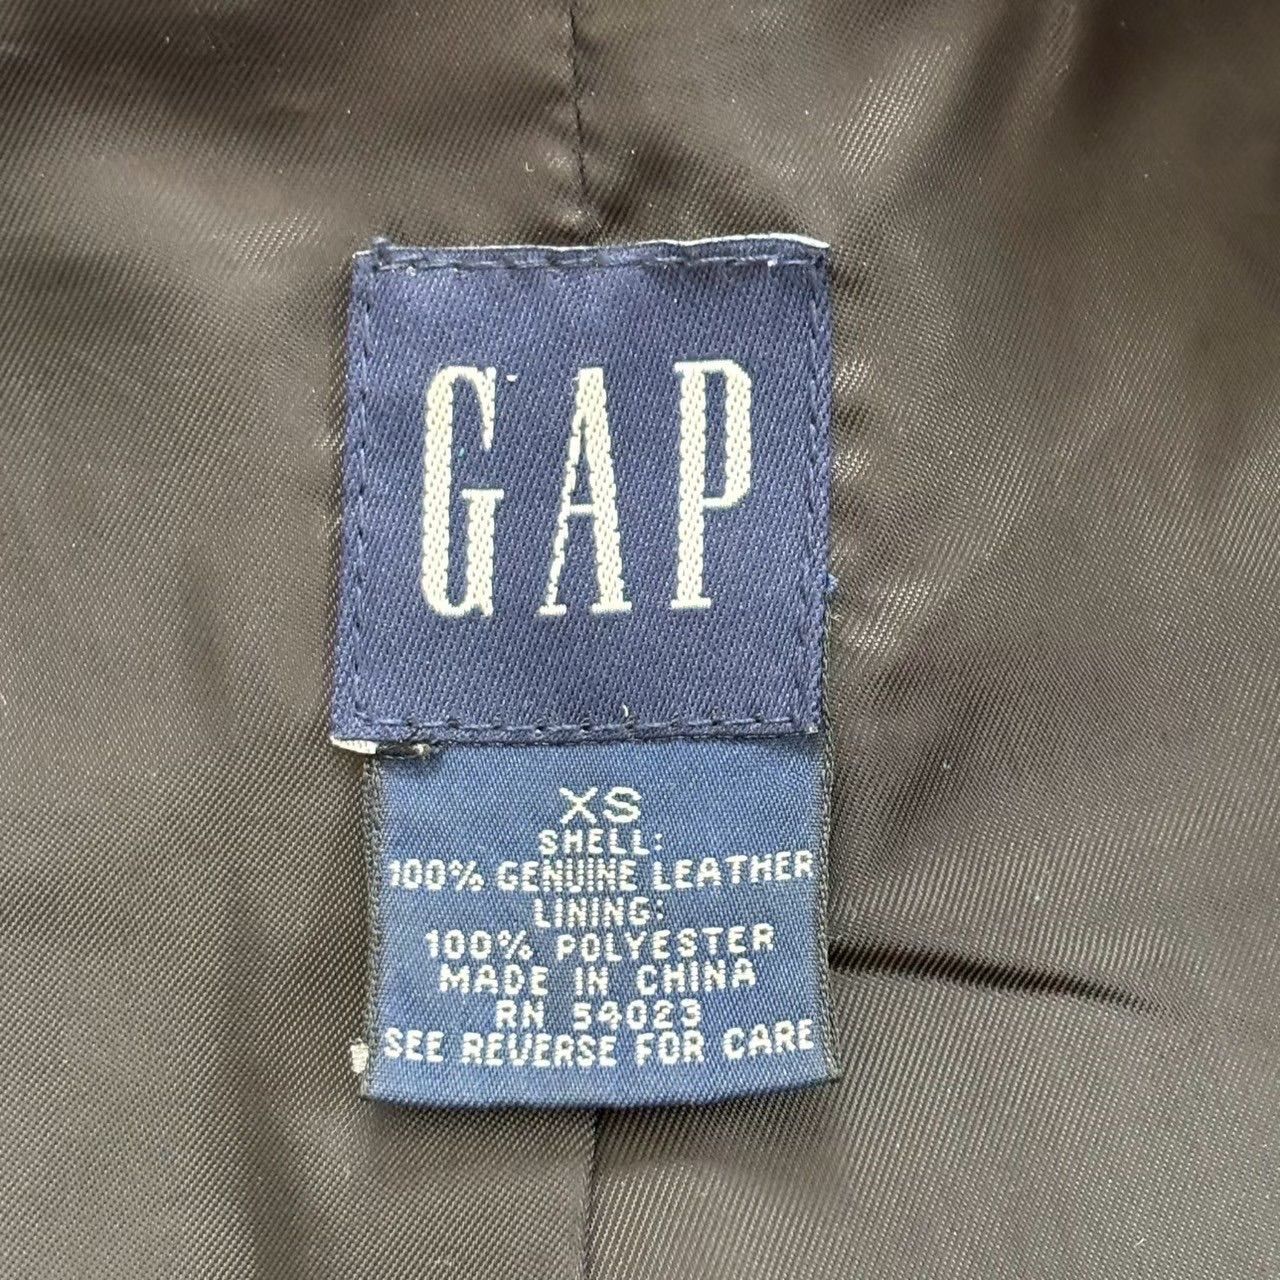 GAP
XS
SHELL:
100% GENUINE LEATHER
LINING:
100% POLYESTER
MADE IN CHINA
RN 54023
SEE REVERSE FOR CARE